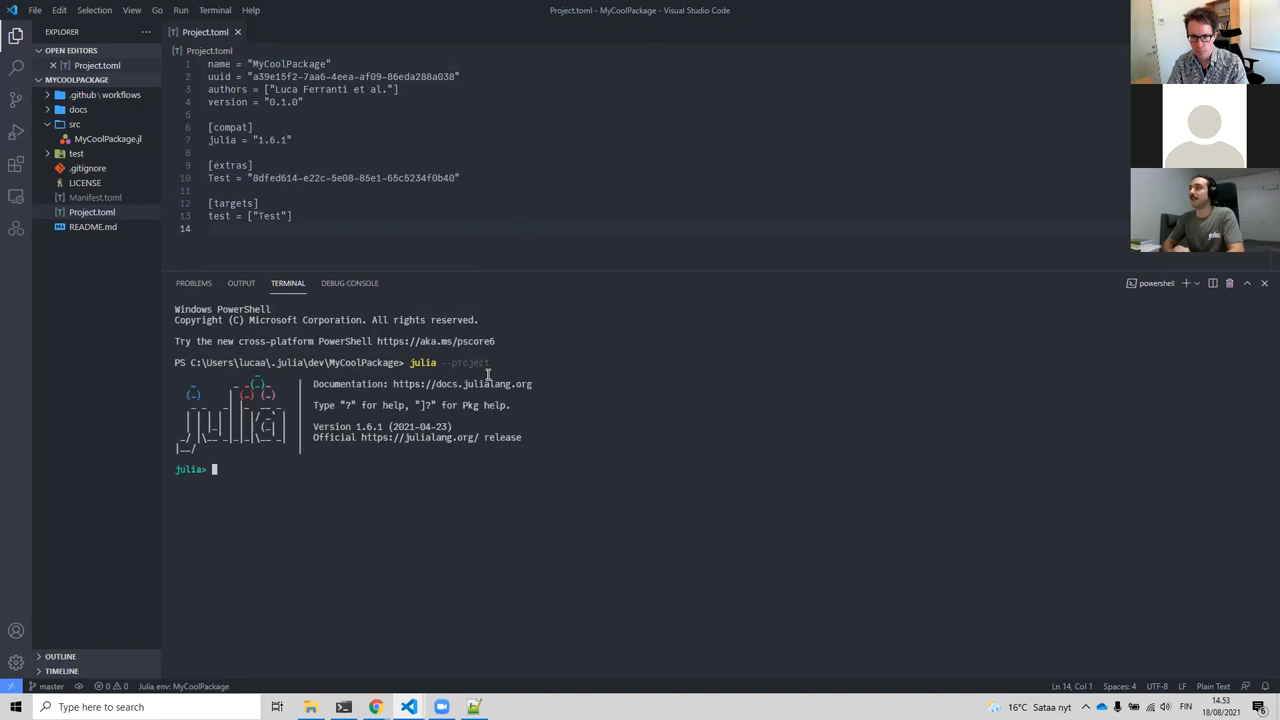 File Edit Selection View Go Run Terminal Help
Project.toml - MyCoolPackage - Visual Studio Code
EXPLORER
OPEN EDITORS
Project.toml
MYCOOLPACKAGE
.github\workflows
docs
src
MyCoolPackage.jl
test
.gitignore
LICENSE
Manifest.toml
Project.toml
README.md
OUTLINE
TIMELINE
Project.toml
Project.toml
1 name = "MyCoolPackage"
2 uuid = "a39e15f2-7aa6-4eea-af09-86eda288a038"
3 authors = ["Luca Ferranti et al."]
4 version = "0.1.0"
5
6 [compat]
7 julia = "1.6.1"
8
9 [extras]
10 Test = "8dfed614-e22c-5e08-85e1-65c5234f0b40"
11
12 [targets]
13 test = ["Test"]
14
PROBLEMS OUTPUT TERMINAL DEBUG CONSOLE
powershell
Windows PowerShell
Copyright (C) Microsoft Corporation. All rights reserved.
Try the new cross-platform PowerShell https://aka.ms/pscore6
PS C:\Users\lucaa\.julia\dev\MyCoolPackage> julia --project
Documentation: https://docs.julialang.org
Type "?" for help, "]?" for Pkg help.
Version 1.6.1 (2021-04-23)
Official https://julialang.org/ release
julia>
master 0 0 Julia env: MyCoolPackage
Ln 14, Col 1 Spaces: 4 UTF-8 LF Plain Text
Type here to search
16°C Sataa nyt FIN
14.53
18/08/2021
6